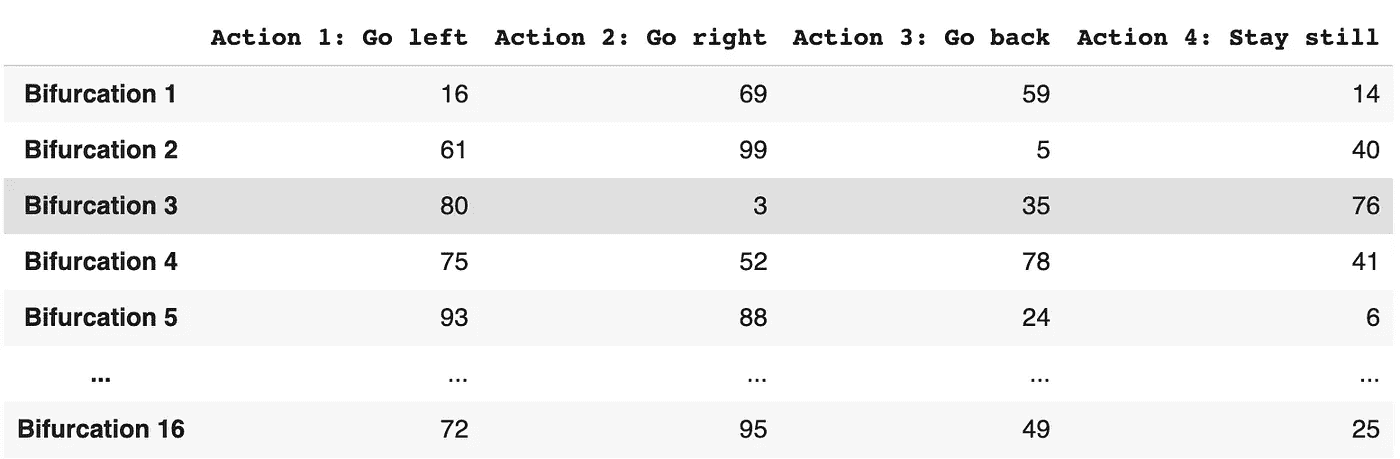 Action 1: Go left Action 2: Go right Action 3: Go back Action 4: Stay still
Bifurcation 1 16 69 59 14
Bifurcation 2 61 99 5 40
Bifurcation 3 80 3 35 76
Bifurcation 4 75 52 78 41
Bifurcation 5 93 88 24 6
... ... ... ... ...
Bifurcation 16 72 95 49 25